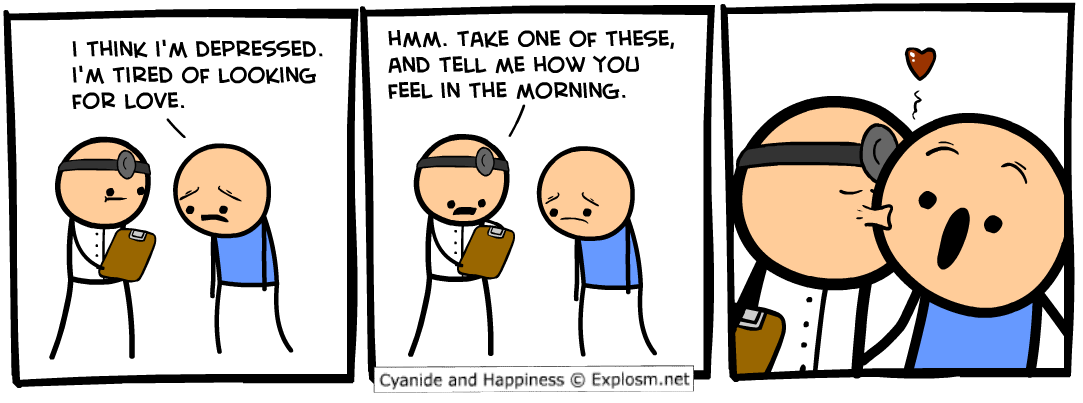 I THINK I'M DEPRESSED.
I'M TIRED OF LOOKING
FOR LOVE.
HMM. TAKE ONE OF THESE,
AND TELL ME HOW YOU
FEEL IN THE MORNING.
Cyanide and Happiness © Explosm.net